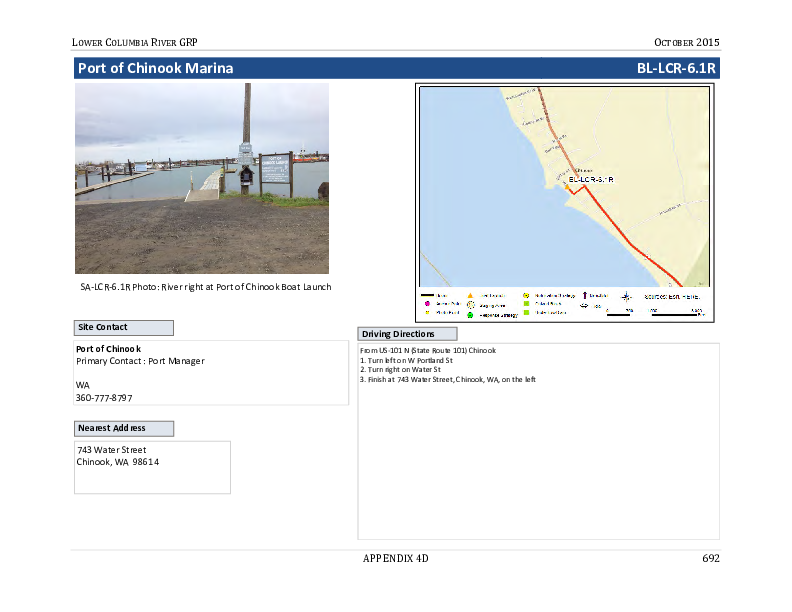 LOWER COLUMBIA RIVER GRP
OCTOBER 2015
Port of Chinook Marina
BL-LCR-6.1R
BL-LCR-6.1R
Sources: Esri, HERE,
SA-LCR-6.1R Photo: River right at Port of Chinook Boat Launch
Site Contact
Port of Chinook
Primary Contact : Port Manager
WA
360-777-8797
Nearest Address
743 Water Street
Chinook, WA 98614
Driving Directions
From US-101 N (State Route 101) Chinook
1. Turn left on W Portland St
2. Turn right on Water St
3. Finish at 743 Water Street, Chinook, WA, on the left
APPENDIX 4D
692